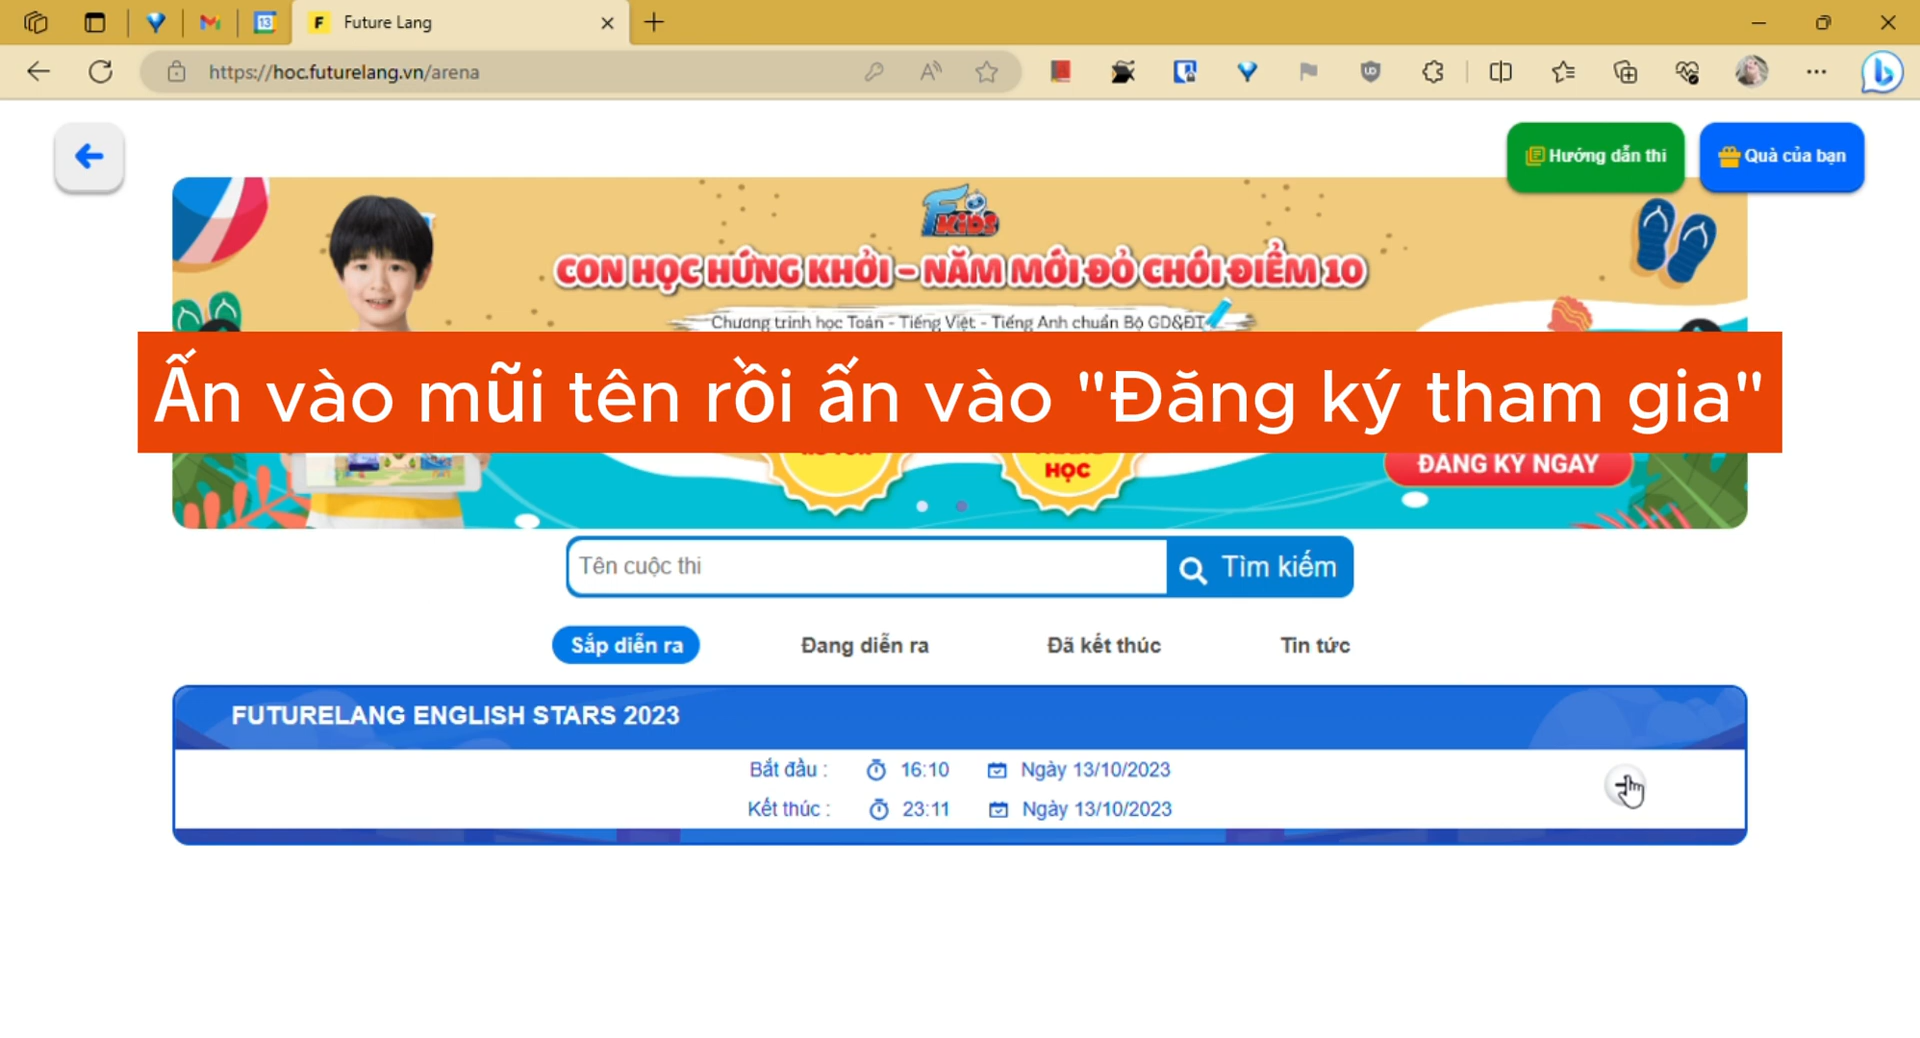 Future Lang
https://hoc.futurelang.vn/arena
Hướng dẫn thi
Quà của bạn
FKIDS
CON HỌC HỨNG KHỞI - NĂM MỚI ĐỎ CHÓI ĐIỂM 10
Chương trình học Toán - Tiếng Việt - Tiếng Anh chuẩn Bộ GD&ĐT
Ấn vào mũi tên rồi ấn vào "Đăng ký tham gia"
HỌC
ĐĂNG KÝ NGAY
Tên cuộc thi
Tìm kiếm
Sắp diễn ra
Đang diễn ra
Đã kết thúc
Tin tức
FUTURELANG ENGLISH STARS 2023
Bắt đầu : 16:10 Ngày 13/10/2023
Kết thúc : 23:11 Ngày 13/10/2023